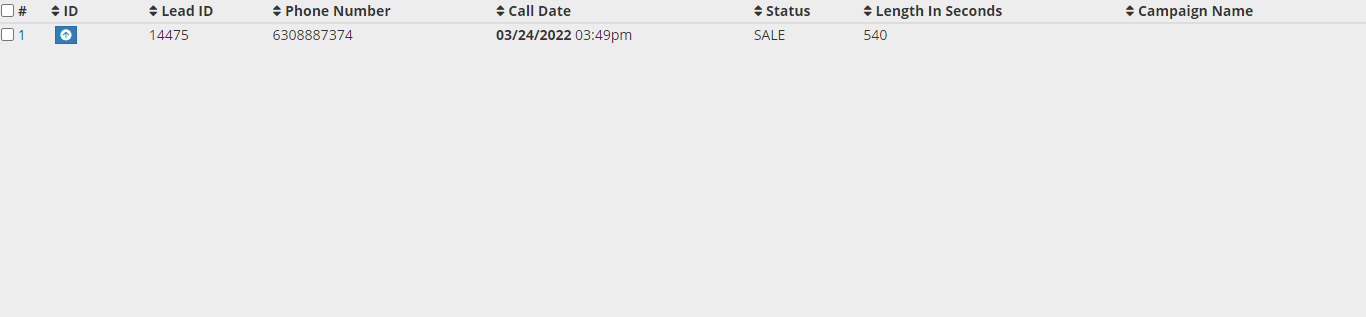 # ID Lead ID Phone Number Call Date Status Length In Seconds Campaign Name
1 14475 6308887374 03/24/2022 03:49pm SALE 540